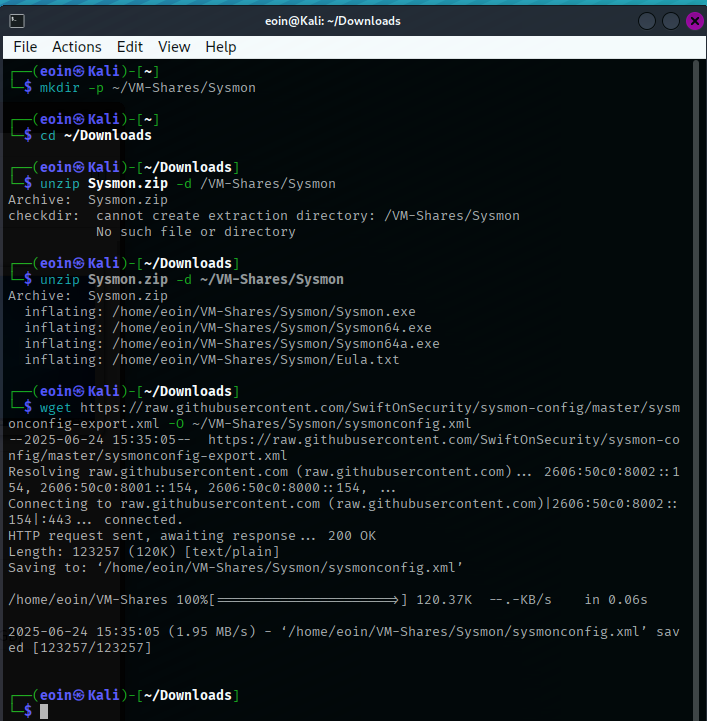 eoin@Kali: ~/Downloads
File Actions Edit View Help
┌──(eoin㉿Kali)-[~]
└─$ mkdir -p ~/VM-Shares/Sysmon
┌──(eoin㉿Kali)-[~]
└─$ cd ~/Downloads
┌──(eoin㉿Kali)-[~/Downloads]
└─$ unzip Sysmon.zip -d /VM-Shares/Sysmon
Archive:  Sysmon.zip
checkdir:  cannot create extraction directory: /VM-Shares/Sysmon
           No such file or directory
┌──(eoin㉿Kali)-[~/Downloads]
└─$ unzip Sysmon.zip -d ~/VM-Shares/Sysmon
Archive:  Sysmon.zip
  inflating: /home/eoin/VM-Shares/Sysmon/Sysmon.exe
  inflating: /home/eoin/VM-Shares/Sysmon/Sysmon64.exe
  inflating: /home/eoin/VM-Shares/Sysmon/Sysmon64a.exe
  inflating: /home/eoin/VM-Shares/Sysmon/Eula.txt
┌──(eoin㉿Kali)-[~/Downloads]
└─$ wget https://raw.githubusercontent.com/SwiftOnSecurity/sysmon-config/master/sysm
onconfig-export.xml -O ~/VM-Shares/Sysmon/sysmonconfig.xml
--2025-06-24 15:35:05--  https://raw.githubusercontent.com/SwiftOnSecurity/sysmon-co
nfig/master/sysmonconfig-export.xml
Resolving raw.githubusercontent.com (raw.githubusercontent.com)... 2606:50c0:8002::1
54, 2606:50c0:8001::154, 2606:50c0:8000::154, ...
Connecting to raw.githubusercontent.com (raw.githubusercontent.com)|2606:50c0:8002::
154|:443... connected.
HTTP request sent, awaiting response... 200 OK
Length: 123257 (120K) [text/plain]
Saving to: ‘/home/eoin/VM-Shares/Sysmon/sysmonconfig.xml’
/home/eoin/VM-Shares 100%[======================>] 120.37K  --.-KB/s    in 0.06s
2025-06-24 15:35:05 (1.95 MB/s) - ‘/home/eoin/VM-Shares/Sysmon/sysmonconfig.xml’ sav
ed [123257/123257]
┌──(eoin㉿Kali)-[~/Downloads]
└─$